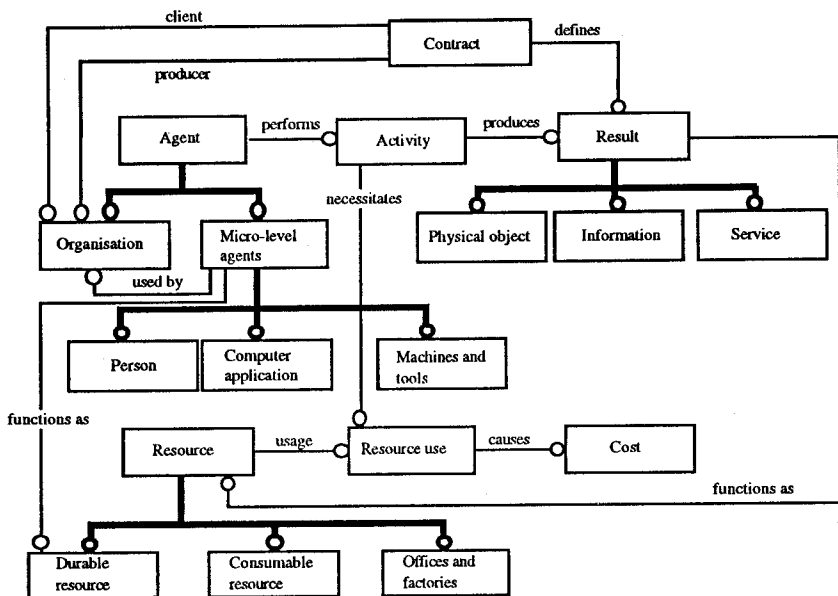 client
Contract
defines
producer
Agent
performs
Activity
produces
Result
necessitates
Organisation
Micro-level
agents
Physical object
Information
Service
used by
Person
Computer
application
Machines and
tools
functions as
Resource
usage
Resource use
causes
Cost
functions as
Durable
resource
Consumable
resource
Offices and
factories